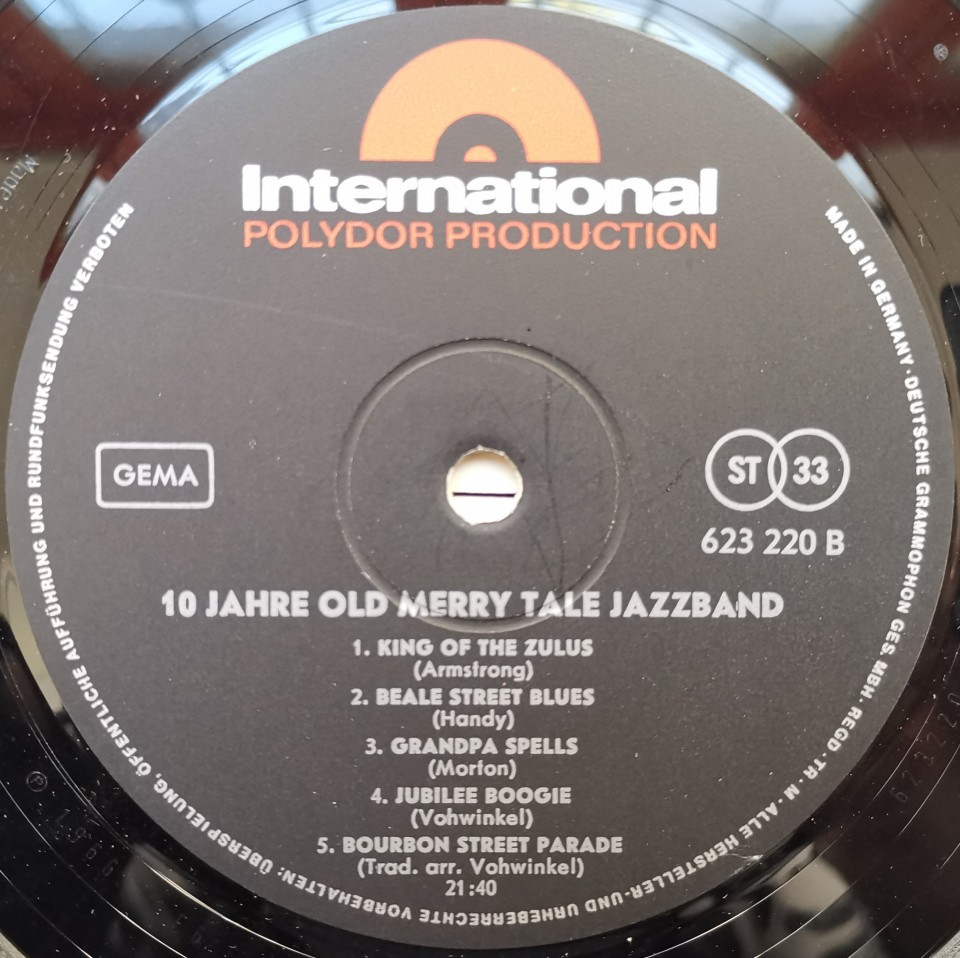 International
POLYDOR PRODUCTION
GEMA
ST 33
623 220 B
10 JAHRE OLD MERRY TALE JAZZBAND
1. KING OF THE ZULUS
(Armstrong)
2. BEALE STREET BLUES
(Handy)
3. GRANDPA SPELLS
(Morton)
4. JUBILEE BOOGIE
(Vohwinkel)
5. BOURBON STREET PARADE
(Trad. arr. Vohwinkel)
21:40
MADE IN GERMANY · DEUTSCHE GRAMMOPHON GES. MBH. REGD · TR. M · ALLE HERSTELLER- UND URHEBERRECHTE VORBEHALTEN: ÜBERSPIELUNG, ÖFFENTLICHE AUFFÜHRUNG UND RUNDFUNKSENDUNG VERBOTEN